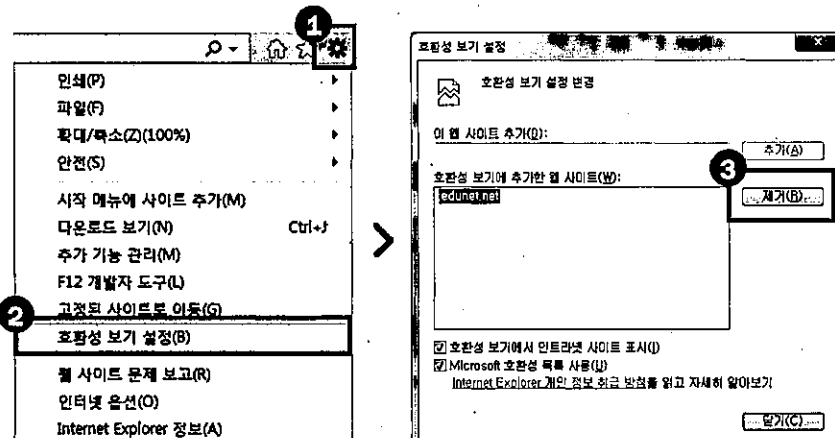 1
인쇄(P)
파일(F)
확대/축소(Z)(100%)
안전(S)
시작 메뉴에 사이트 추가(M)
다운로드 보기(N) Ctrl+J
추가 기능 관리(M)
F12 개발자 도구(L)
고정된 사이트로 이동(G)
2
호환성 보기 설정(B)
웹 사이트 문제 보고(R)
인터넷 옵션(O)
Internet Explorer 정보(A)
호환성 보기 설정
호환성 보기 설정 변경
이 웹 사이트 추가(D):
추가(A)
3
호환성 보기에 추가한 웹 사이트(W):
edunet.net
제거(R)
호환성 보기에서 인트라넷 사이트 표시(I)
Microsoft 호환성 목록 사용(U)
Internet Explorer 개인 정보 취급 방침을 읽고 자세히 알아보기
닫기(C)